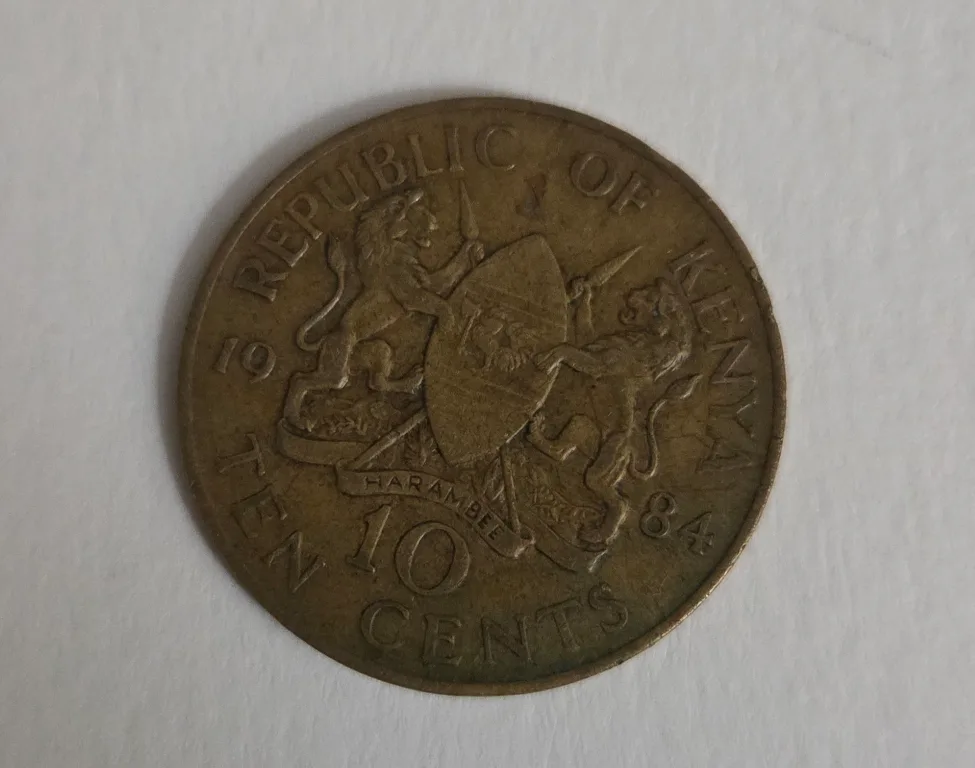 REPUBLIC OF KENYA
19 84
HARAMBEE
10
TEN CENTS